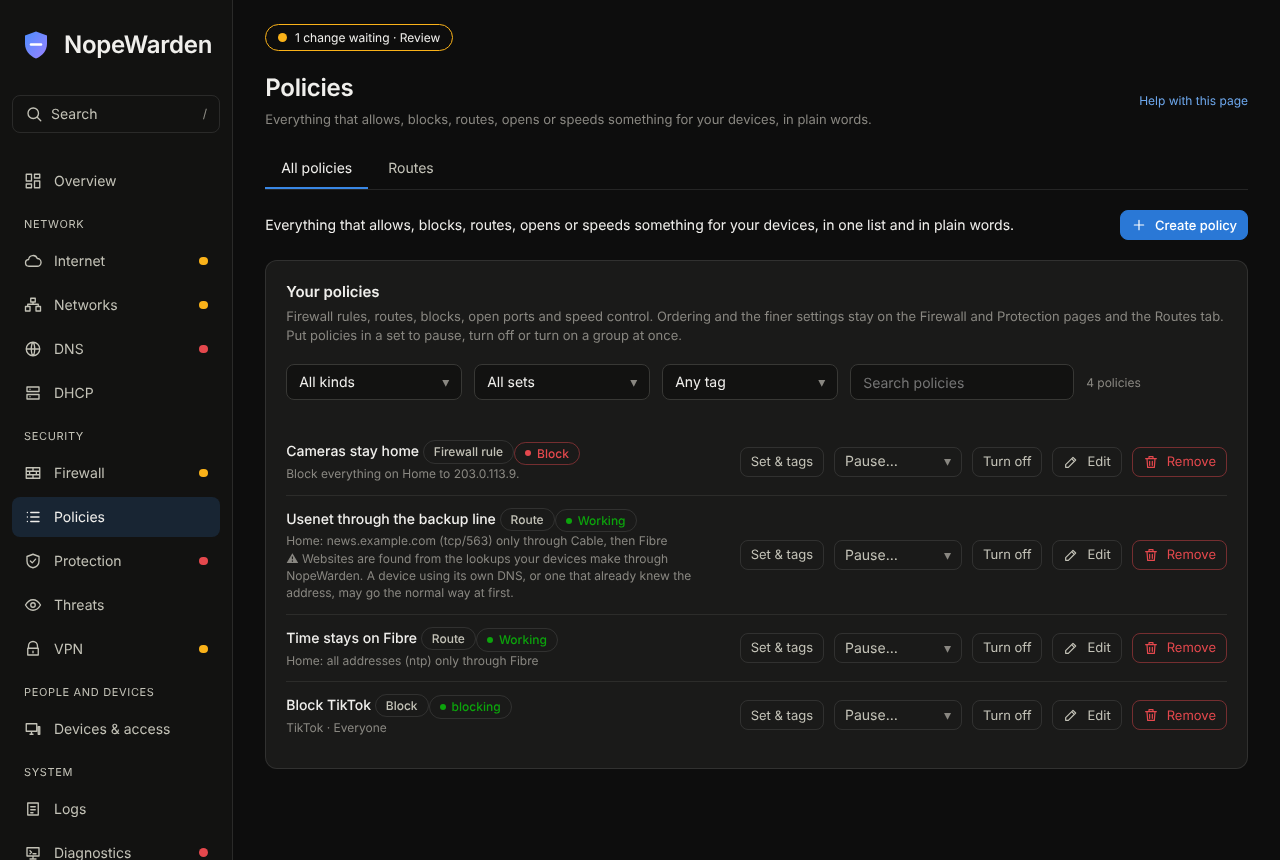 NopeWarden
Search /
Overview
NETWORK
Internet
Networks
DNS
DHCP
SECURITY
Firewall
Policies
Protection
Threats
VPN
PEOPLE AND DEVICES
Devices & access
SYSTEM
Logs
Diagnostics
1 change waiting · Review
Policies
Everything that allows, blocks, routes, opens or speeds something for your devices, in plain words.
Help with this page
All policies Routes
Everything that allows, blocks, routes, opens or speeds something for your devices, in one list and in plain words.
+ Create policy
Your policies
Firewall rules, routes, blocks, open ports and speed control. Ordering and the finer settings stay on the Firewall and Protection pages and the Routes tab.
Put policies in a set to pause, turn off or turn on a group at once.
All kinds ▾ All sets ▾ Any tag ▾ Search policies 4 policies
Cameras stay home Firewall rule Block
Block everything on Home to 203.0.113.9.
Set & tags Pause... ▾ Turn off Edit Remove
Usenet through the backup line Route Working
Home: news.example.com (tcp/563) only through Cable, then Fibre
⚠ Websites are found from the lookups your devices make through
NopeWarden. A device using its own DNS, or one that already knew the
address, may go the normal way at first.
Set & tags Pause... ▾ Turn off Edit Remove
Time stays on Fibre Route Working
Home: all addresses (ntp) only through Fibre
Set & tags Pause... ▾ Turn off Edit Remove
Block TikTok Block blocking
TikTok · Everyone
Set & tags Pause... ▾ Turn off Edit Remove